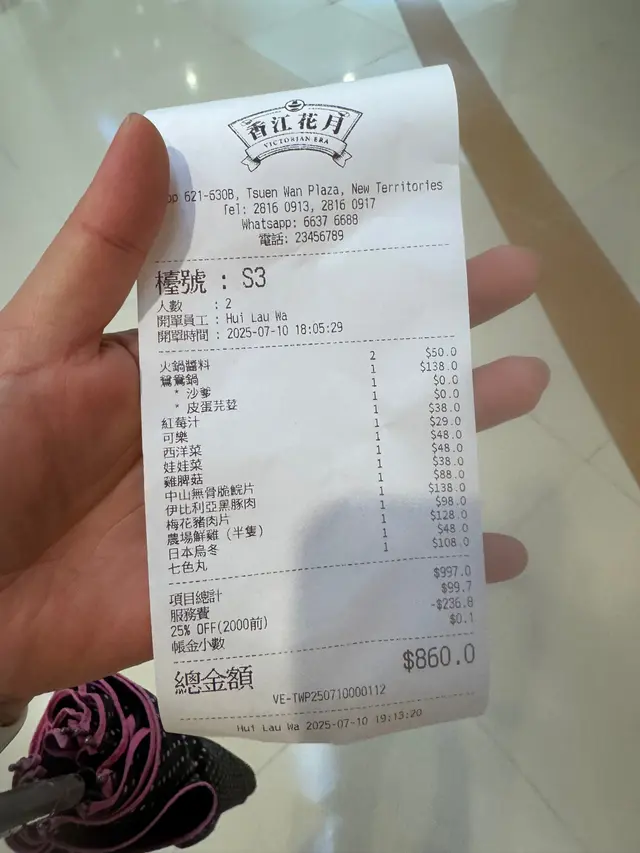 香江花月
VICTORIAN ERA
op 621-630B, Tsuen Wan Plaza, New Territories
Tel: 2816 0913, 2816 0917
Whatsapp: 6637 6688
電話: 23456789
檯號 : S3
人數 : 2
開單員工 : Hui Lau Wa
開單時間 : 2025-07-10 18:05:29
火鍋醬料 2 $50.0
鴛鴦鍋 1 $138.0
* 沙爹 1 $0.0
* 皮蛋芫荽 1 $0.0
紅莓汁 1 $38.0
可樂 1 $29.0
西洋菜 1 $48.0
娃娃菜 1 $48.0
雞髀菇 1 $38.0
中山無骨脆鯇片 1 $88.0
伊比利亞黑豚肉 1 $138.0
梅花豬肉片 1 $98.0
農場鮮雞 (半隻) 1 $128.0
日本烏冬 1 $48.0
七色丸 1 $108.0
項目總計 $997.0
服務費 $99.7
25% OFF(2000前) -$236.8
帳金小數 $0.1
總金額 $860.0
VE-TWP250710000112
Hui Lau Wa 2025-07-10 19:13:20